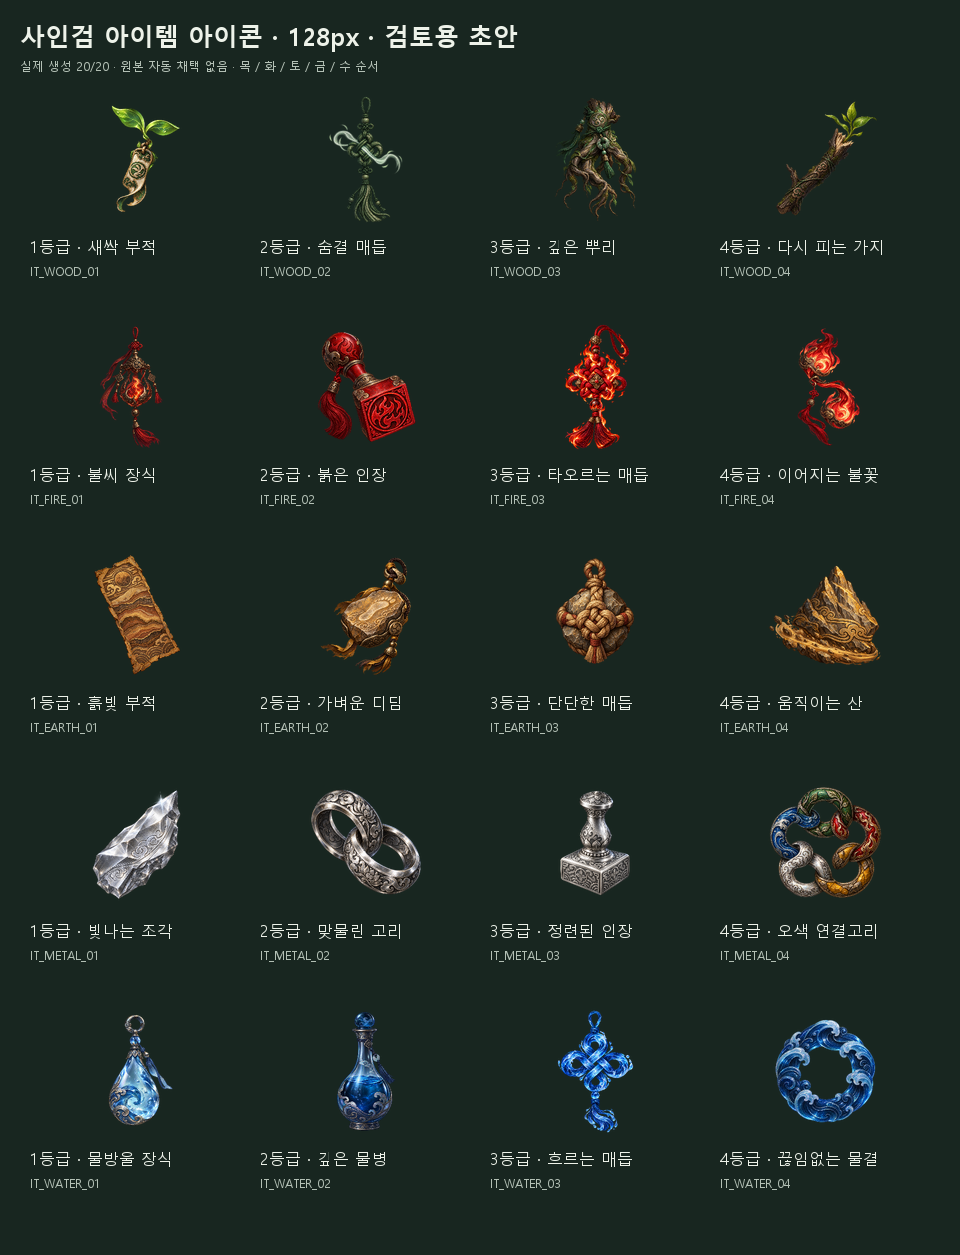 사인검 아이템 아이콘 · 128px · 검토용 초안
실제 생성 20/20 · 원본 자동 채택 없음 · 목 / 화 / 토 / 금 / 수 순서
1등급 · 새싹 부적
IT_WOOD_01
2등급 · 숨결 매듭
IT_WOOD_02
3등급 · 깊은 뿌리
IT_WOOD_03
4등급 · 다시 피는 가지
IT_WOOD_04
1등급 · 불씨 장식
IT_FIRE_01
2등급 · 붉은 인장
IT_FIRE_02
3등급 · 타오르는 매듭
IT_FIRE_03
4등급 · 이어지는 불꽃
IT_FIRE_04
1등급 · 흙빛 부적
IT_EARTH_01
2등급 · 가벼운 디딤
IT_EARTH_02
3등급 · 단단한 매듭
IT_EARTH_03
4등급 · 움직이는 산
IT_EARTH_04
1등급 · 빛나는 조각
IT_METAL_01
2등급 · 맞물린 고리
IT_METAL_02
3등급 · 정련된 인장
IT_METAL_03
4등급 · 오색 연결고리
IT_METAL_04
1등급 · 물방울 장식
IT_WATER_01
2등급 · 깊은 물병
IT_WATER_02
3등급 · 흐르는 매듭
IT_WATER_03
4등급 · 끊임없는 물결
IT_WATER_04